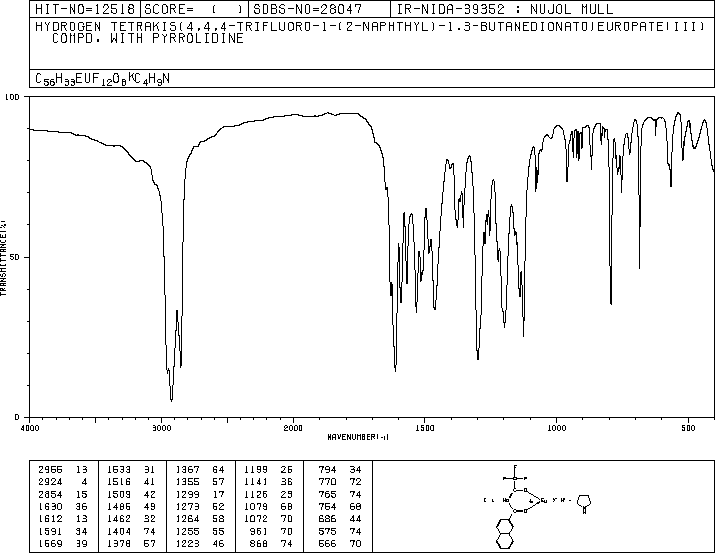 HIT-NO=12518 SCORE= ( ) SDBS-NO=28047 IR-NIDA-39352 : NUJOL MULL
HYDROGEN TETRAKIS(4,4,4-TRIFLUORO-1-(2-NAPHTHYL)-1,3-BUTANEDIONATO)EUROPATE(III)
COMPD. WITH PYRROLIDINE
C56H33EUF12O8·C4H9N
100
TRANSMITTANCE(%)
50
0
4000 3000 2000 1500 1000 500
WAVENUMBER(-1)
2955 13 1533 31 1367 64 1199 26 794 34
2924 4 1516 41 1355 57 1141 36 770 72
2854 15 1509 42 1299 17 1126 29 765 74
1630 36 1486 49 1273 52 1079 68 754 68
1612 13 1462 32 1264 58 1072 70 686 44
1591 34 1404 74 1255 55 961 70 575 74
1569 39 1378 57 1223 46 868 74 566 70